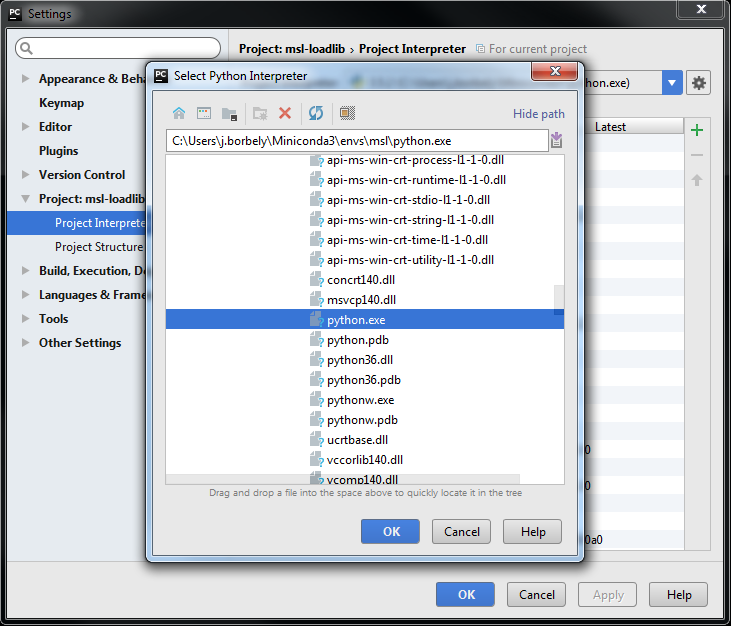 PC Settings
Project: msl-loadlib › Project Interpreter For current project
Appearance & Beh
Keymap
Editor
Plugins
Version Control
Project: msl-loadlib
Project Interprete
Project Structure
Build, Execution, D
Languages & Frame
Tools
Other Settings
hon.exe)
Latest
0
0
0a0
PC Select Python Interpreter
Hide path
C:\Users\j.borbely\Miniconda3\envs\msl\python.exe
api-ms-win-crt-process-l1-1-0.dll
api-ms-win-crt-runtime-l1-1-0.dll
api-ms-win-crt-stdio-l1-1-0.dll
api-ms-win-crt-string-l1-1-0.dll
api-ms-win-crt-time-l1-1-0.dll
api-ms-win-crt-utility-l1-1-0.dll
concrt140.dll
msvcp140.dll
python.exe
python.pdb
python36.dll
python36.pdb
pythonw.exe
pythonw.pdb
ucrtbase.dll
vccorlib140.dll
vcomp140.dll
Drag and drop a file into the space above to quickly locate it in the tree
OK Cancel Help
OK Cancel Apply Help